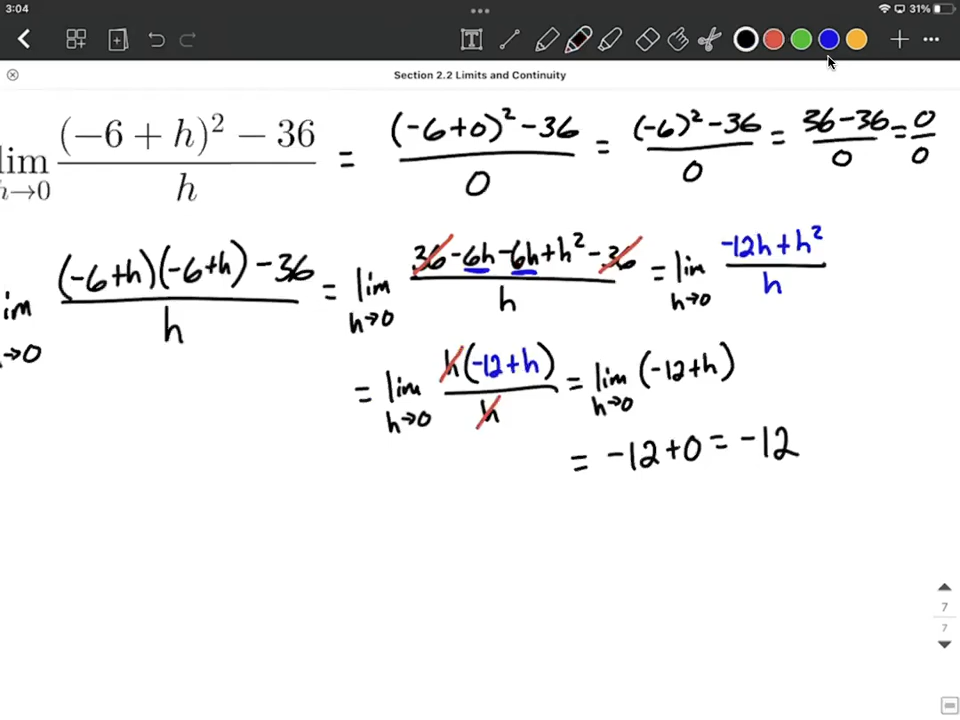 3:04
31%
Section 2.2 Limits and Continuity
lim h→0 (−6 + h)² − 36 / h = (-6+0)² -36 / 0 = (-6)² -36 / 0 = 36-36 / 0 = 0 / 0
im →0 (-6+h)(-6+h) -36 / h = lim h→0 36 -6h -6h +h² -36 / h = lim h→0 -12h + h² / h
= lim h→0 h(-12+h) / h = lim h→0 (-12+h)
= -12+0 = -12
7
7